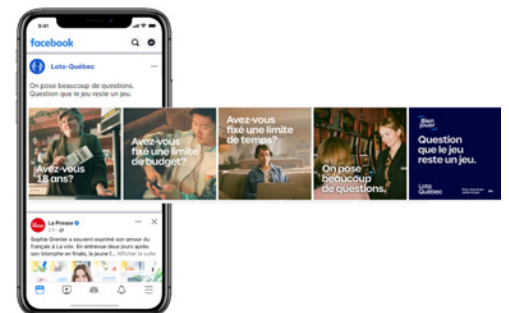 9:41
facebook
Loto-Québec
On pose beaucoup de questions.
Question que le jeu reste un jeu.
Avez-vous
18 ans?
Avez-vous
fixé une limite
de budget?
Avez-vous
fixé une limite
de temps?
On pose
beaucoup
de questions.
Bien
jouer
Question
que le jeu
reste un jeu.
Loto
Québec
La Presse
Sophie Grenier a souvent exprimé son amour du
français à La voix. En entrevue deux jours après
son triomphe en finale, la jeune f... Afficher la suite